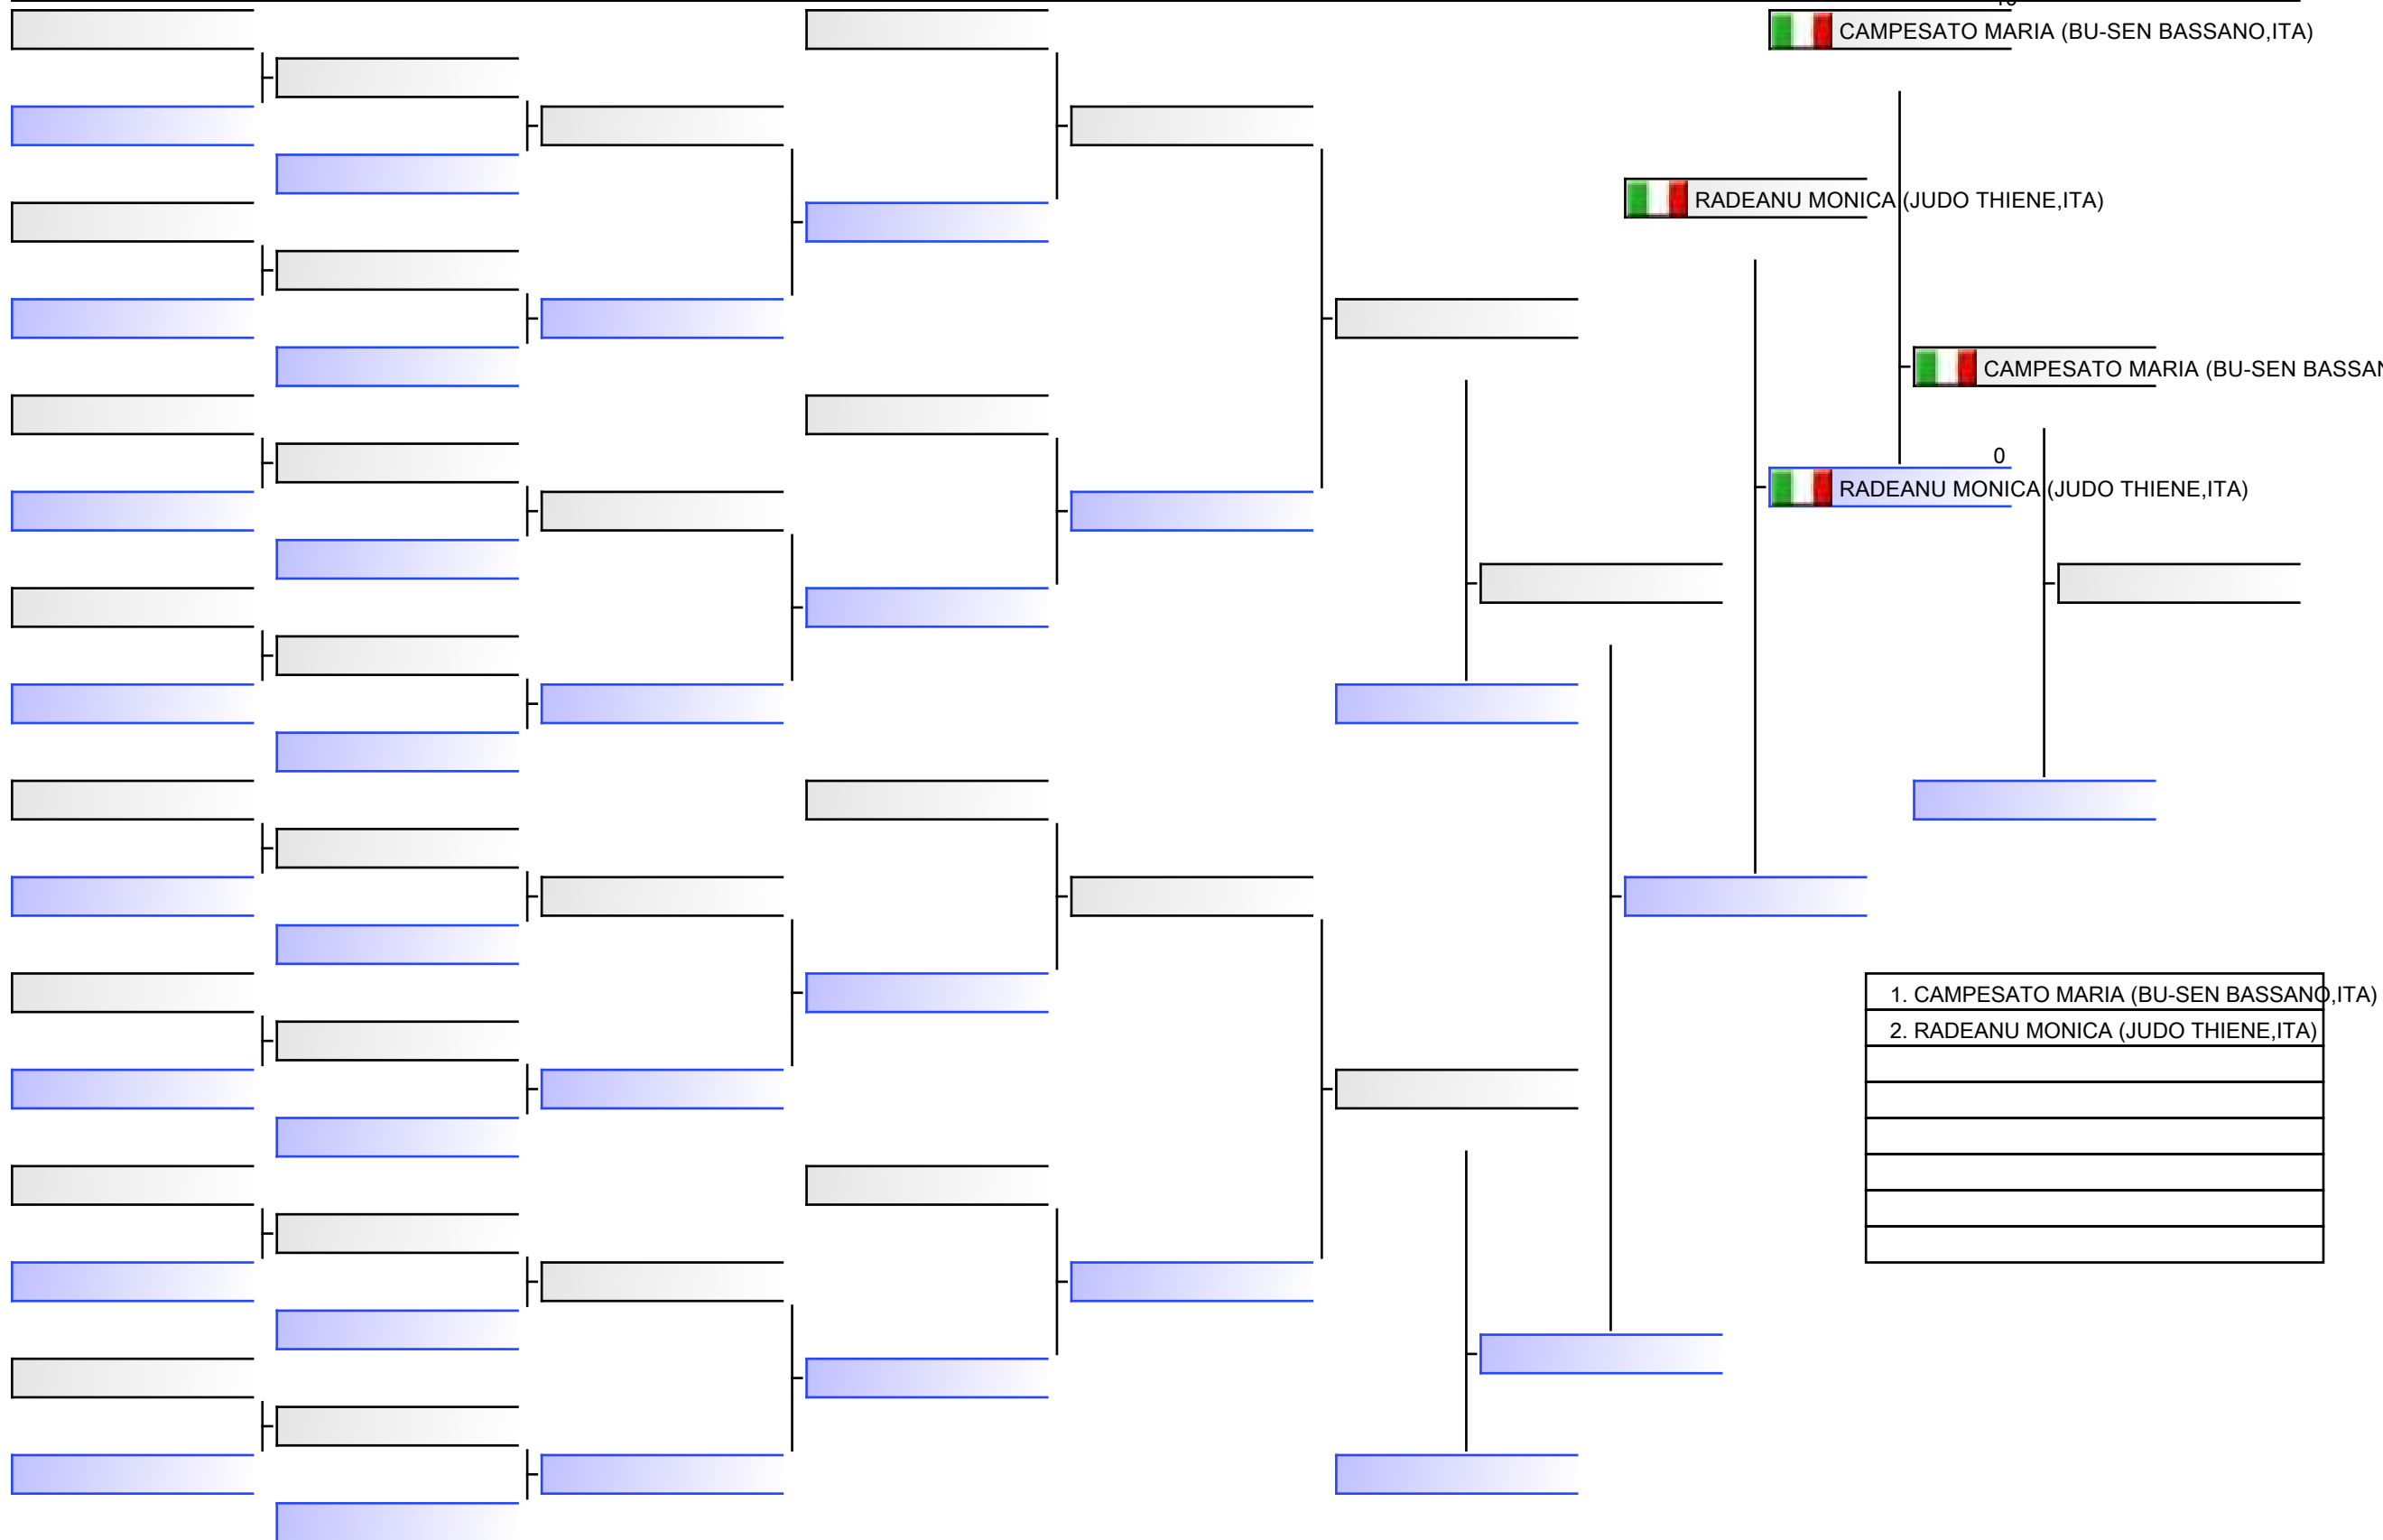 CAMPESATO MARIA (BU-SEN BASSANO,ITA)
RADEANU MONICA (JUDO THIENE,ITA)
CAMPESATO MARIA (BU-SEN
0
RADEANU MONICA (JUDO THIENE,ITA)
1. CAMPESATO MARIA (BU-SEN BASSANO,ITA)
2. RADEANU MONICA (JUDO THIENE,ITA)